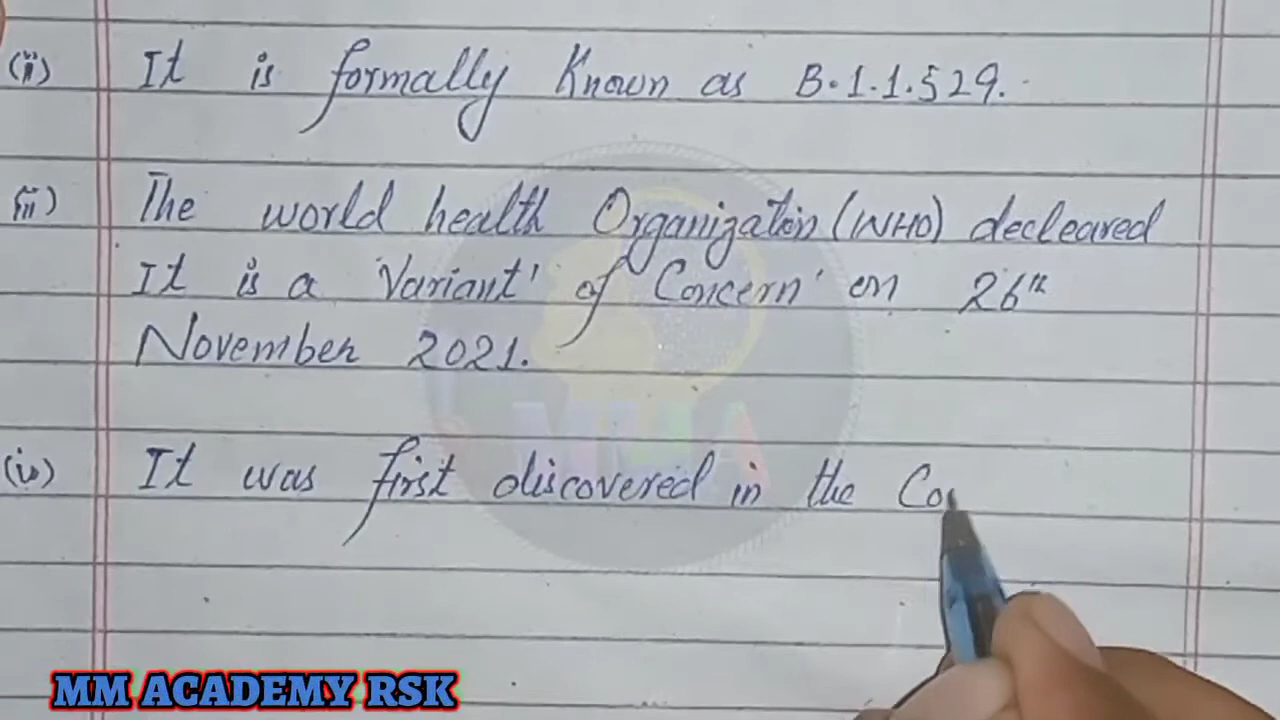 (ii) It is formally Known as B.1.1.529.
(iii) The world health Organization (WHO) decleared
It is a 'Variant' of Concern' on 26th
November 2021.
(iv) It was first discovered in the Co
MHA
MM ACADEMY RSK